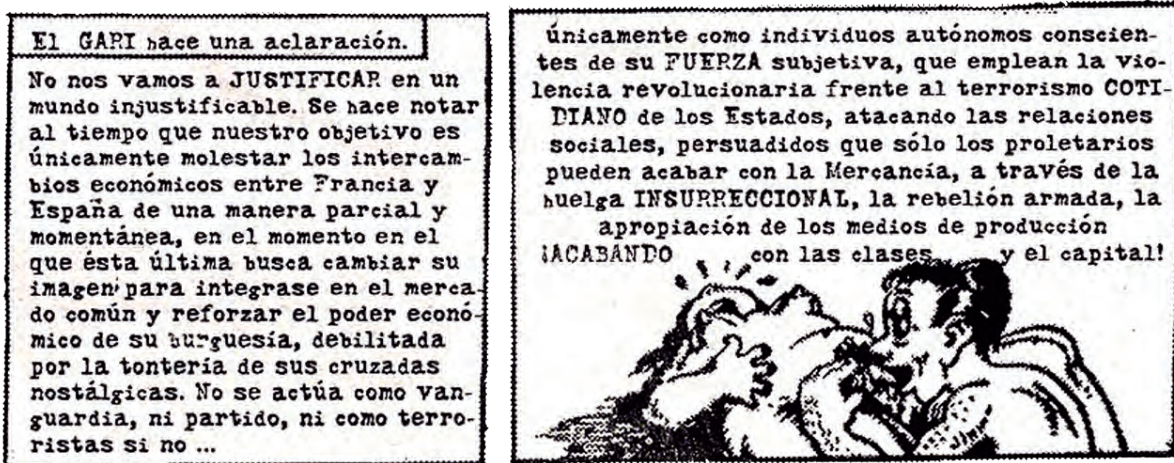 El GARI hace una aclaración.
No nos vamos a JUSTIFICAR en un
mundo injustificable. Se hace notar
al tiempo que nuestro objetivo es
únicamente molestar los intercam-
bios económicos entre Francia y
España de una manera parcial y
momentánea, en el momento en el
que ésta última busca cambiar su
imagen para integrase en el merca-
do común y reforzar el poder econó-
mico de su burguesía, debilitada
por la tontería de sus cruzadas
nostálgicas. No se actúa como van-
guardia, ni partido, ni como terro-
ristas si no ...
únicamente como individuos autónomos conscien-
tes de su FUERZA subjetiva, que emplean la vio-
lencia revolucionaria frente al terrorismo COTI-
DIANO de los Estados, atacando las relaciones
sociales, persuadidos que sólo los proletarios
pueden acabar con la Mercancía, a través de la
huelga INSURRECCIONAL, la rebelión armada, la
apropiación de los medios de producción
¡ACABANDO con las clases y el capital!